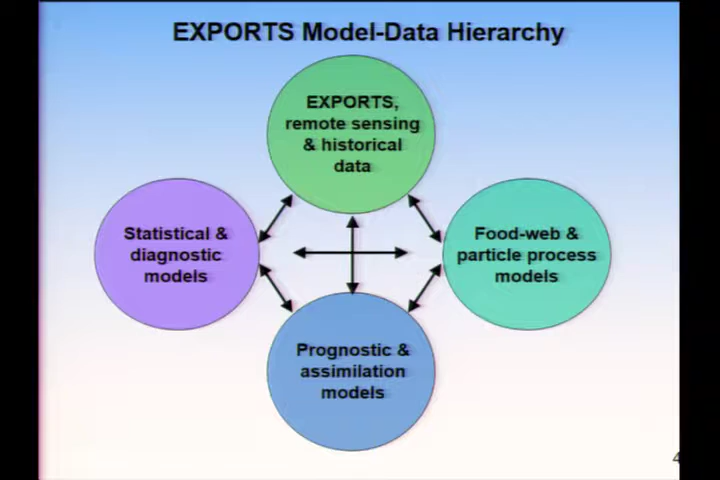 EXPORTS Model-Data Hierarchy
EXPORTS,
remote sensing
& historical
data
Statistical &
diagnostic
models
Food-web &
particle process
models
Prognostic &
assimilation
models
4